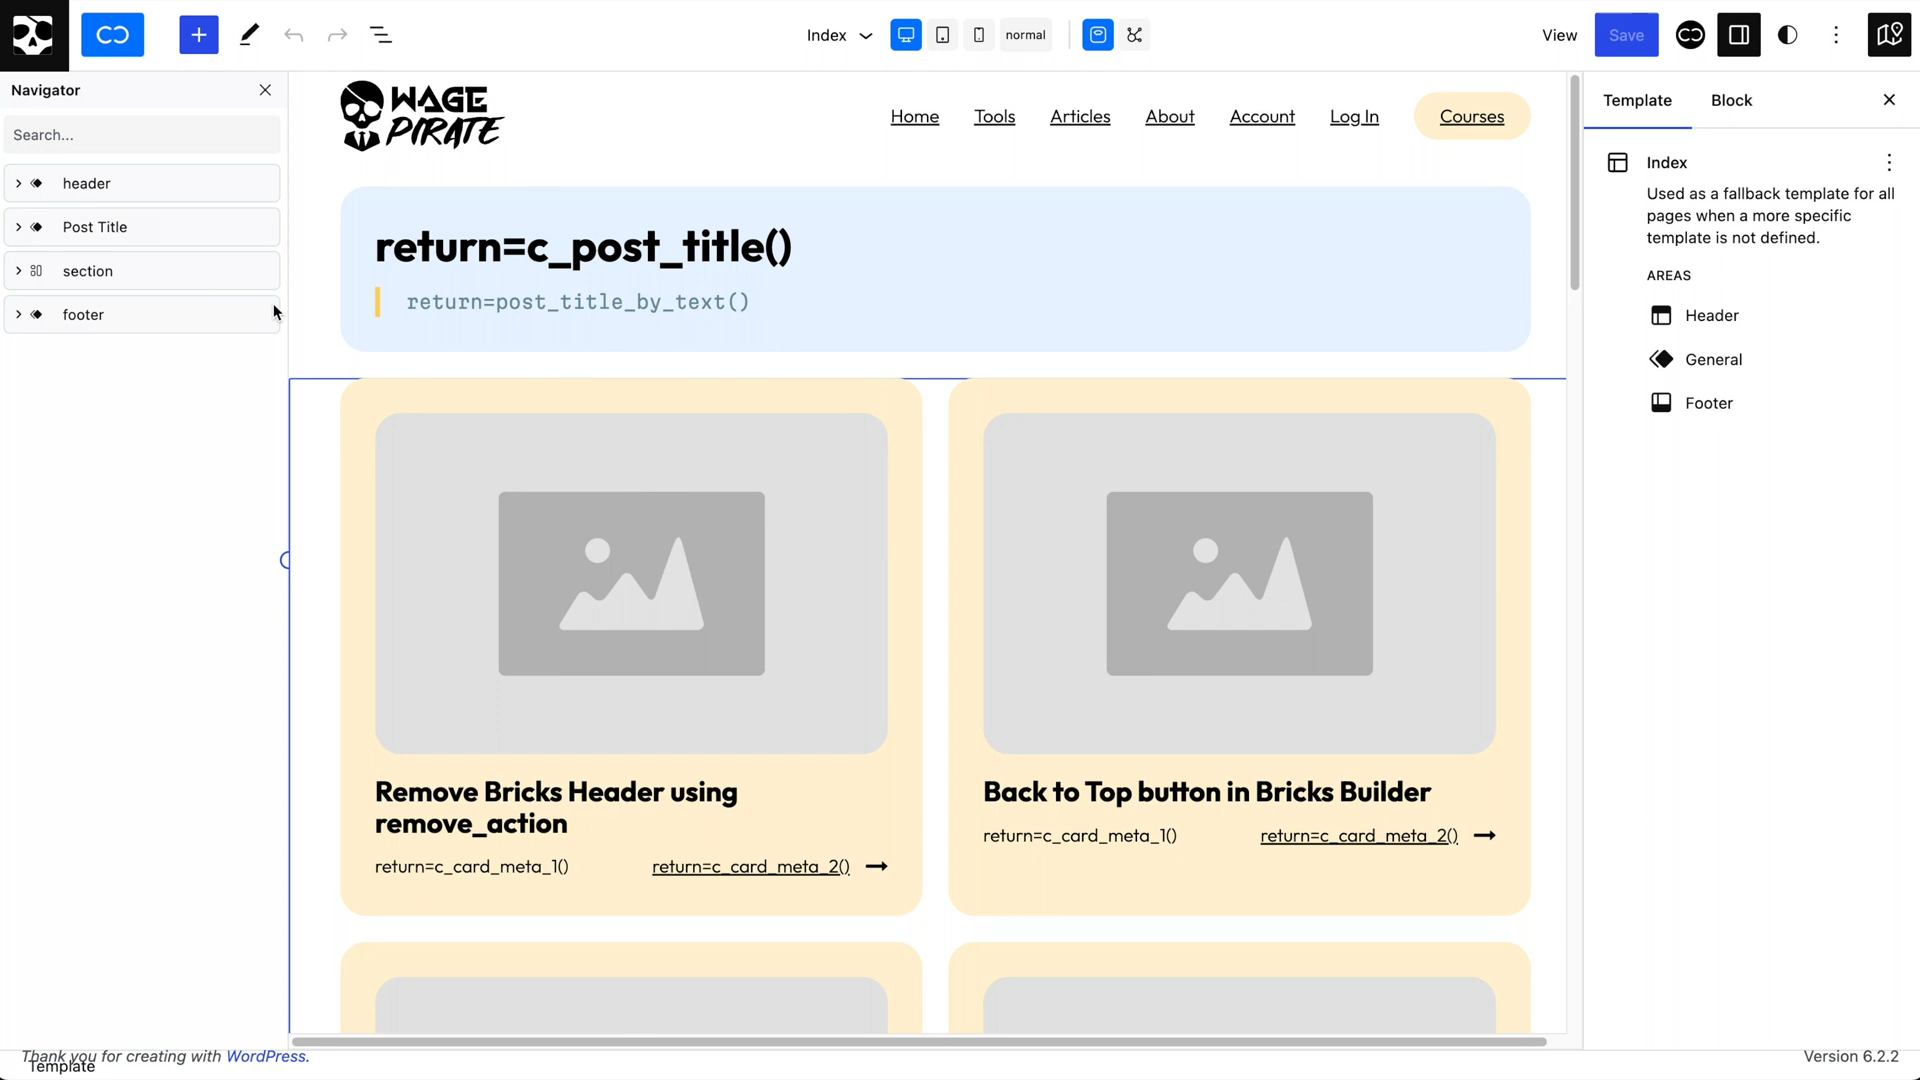 Index
normal
View
Save
Navigator
Search...
header
Post Title
section
footer
WAGE
PIRATE
Home
Tools
Articles
About
Account
Log In
Courses
return=c_post_title()
return=post_title_by_text()
Remove Bricks Header using
remove_action
return=c_card_meta_1()
return=c_card_meta_2()
Back to Top button in Bricks Builder
return=c_card_meta_1()
return=c_card_meta_2()
Template
Block
Index
Used as a fallback template for all
pages when a more specific
template is not defined.
AREAS
Header
General
Footer
Thank you for creating with WordPress.
Template
Version 6.2.2